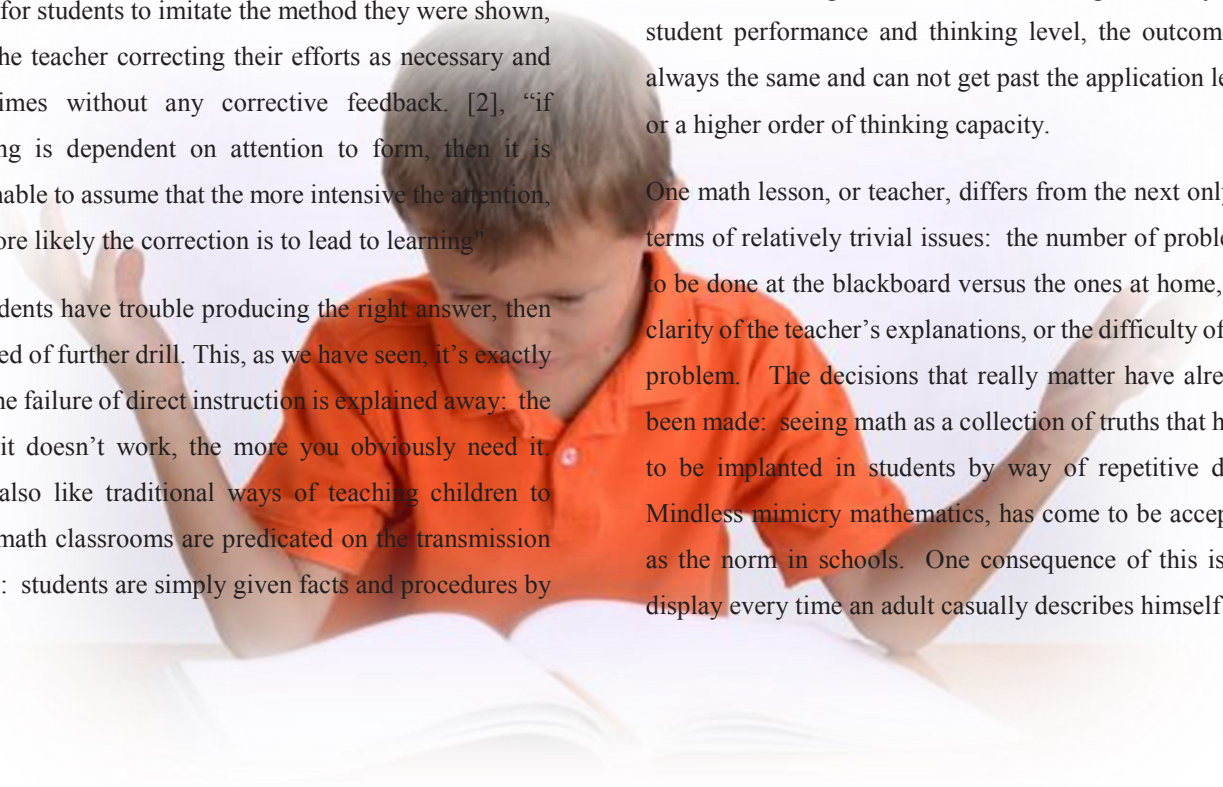 for students to imitate the method they were shown,
he teacher correcting their efforts as necessary and
imes without any corrective feedback. [2], “if
ng is dependent on attention to form, then it is
nable to assume that the more intensive the attention,
ore likely the correction is to lead to learning"
dents have trouble producing the right answer, then
ed of further drill. This, as we have seen, it’s exactly
he failure of direct instruction is explained away: the
it doesn’t work, the more you obviously need it.
also like traditional ways of teaching children to
math classrooms are predicated on the transmission
: students are simply given facts and procedures by
student performance and thinking level, the outcom
always the same and can not get past the application le
or a higher order of thinking capacity.
One math lesson, or teacher, differs from the next only
terms of relatively trivial issues: the number of proble
to be done at the blackboard versus the ones at home,
clarity of the teacher’s explanations, or the difficulty of
problem. The decisions that really matter have alre
been made: seeing math as a collection of truths that h
to be implanted in students by way of repetitive d
Mindless mimicry mathematics, has come to be accep
as the norm in schools. One consequence of this is
display every time an adult casually describes himself